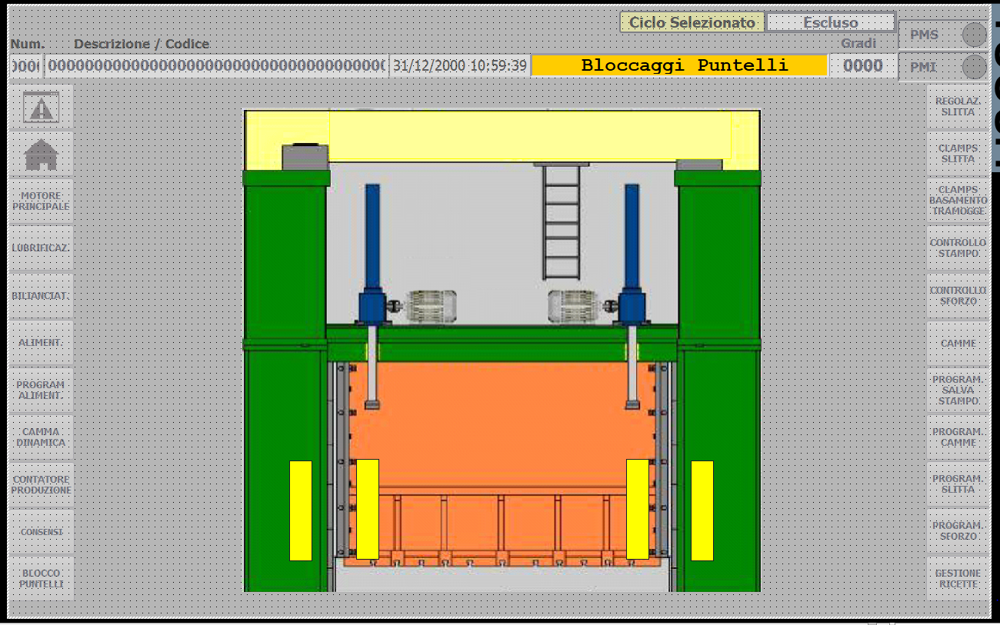 Ciclo Selezionato
Escluso
Num.
Descrizione / Codice
Gradi
PMS
0000
00000000000000000000000000000000000000
31/12/2000 10:59:39
Bloccaggi Puntelli
0000
PMI
REGOLAZ.
SLITTA
CLAMPS
SLITTA
MOTORE
PRINCIPALE
CLAMPS
BASAMENTO
TRAMOGGE
LUBRIFICAZ.
CONTROLLO
STAMPO
BILIANCIAT.
CONTROLLO
SFORZO
ALIMENT.
CAMME
PROGRAM
ALIMENT.
PROGRAM.
SALVA
STAMPO
CAMMA
DINAMICA
PROGRAM.
CAMME
CONTATORE
PRODUZIONE
PROGRAM.
SLITTA
CONSENSI
PROGRAM.
SFORZO
BLOCCO
PUNTELLI
GESTIONE
RICETTE